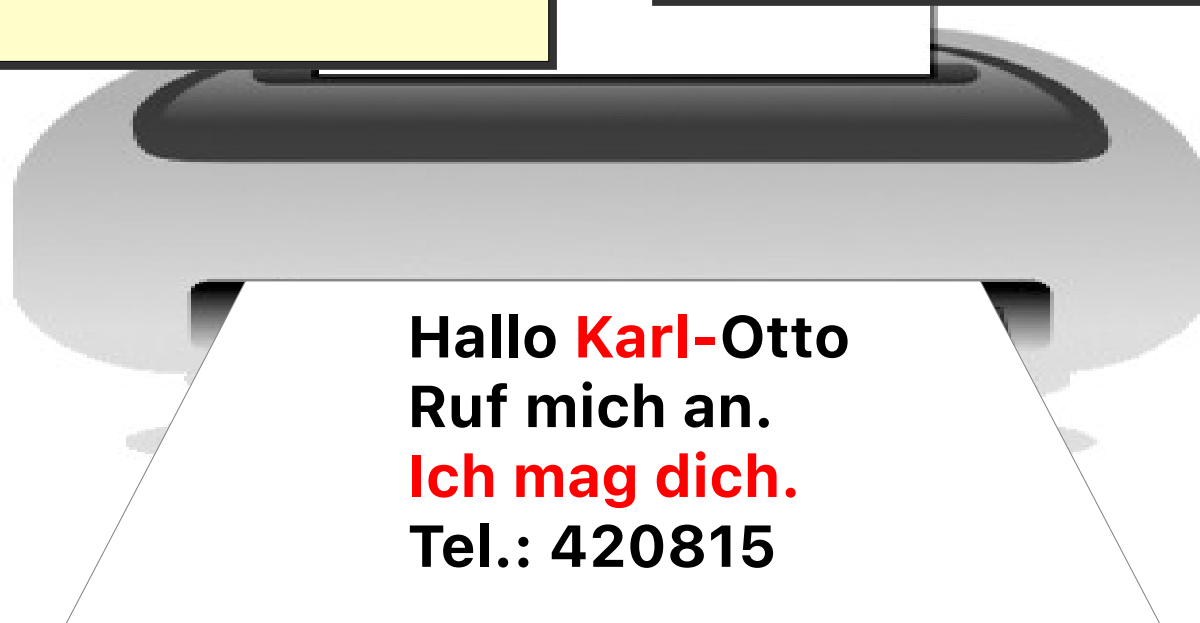 Hallo Karl-Otto
Ruf mich an.
Ich mag dich.
Tel.: 420815